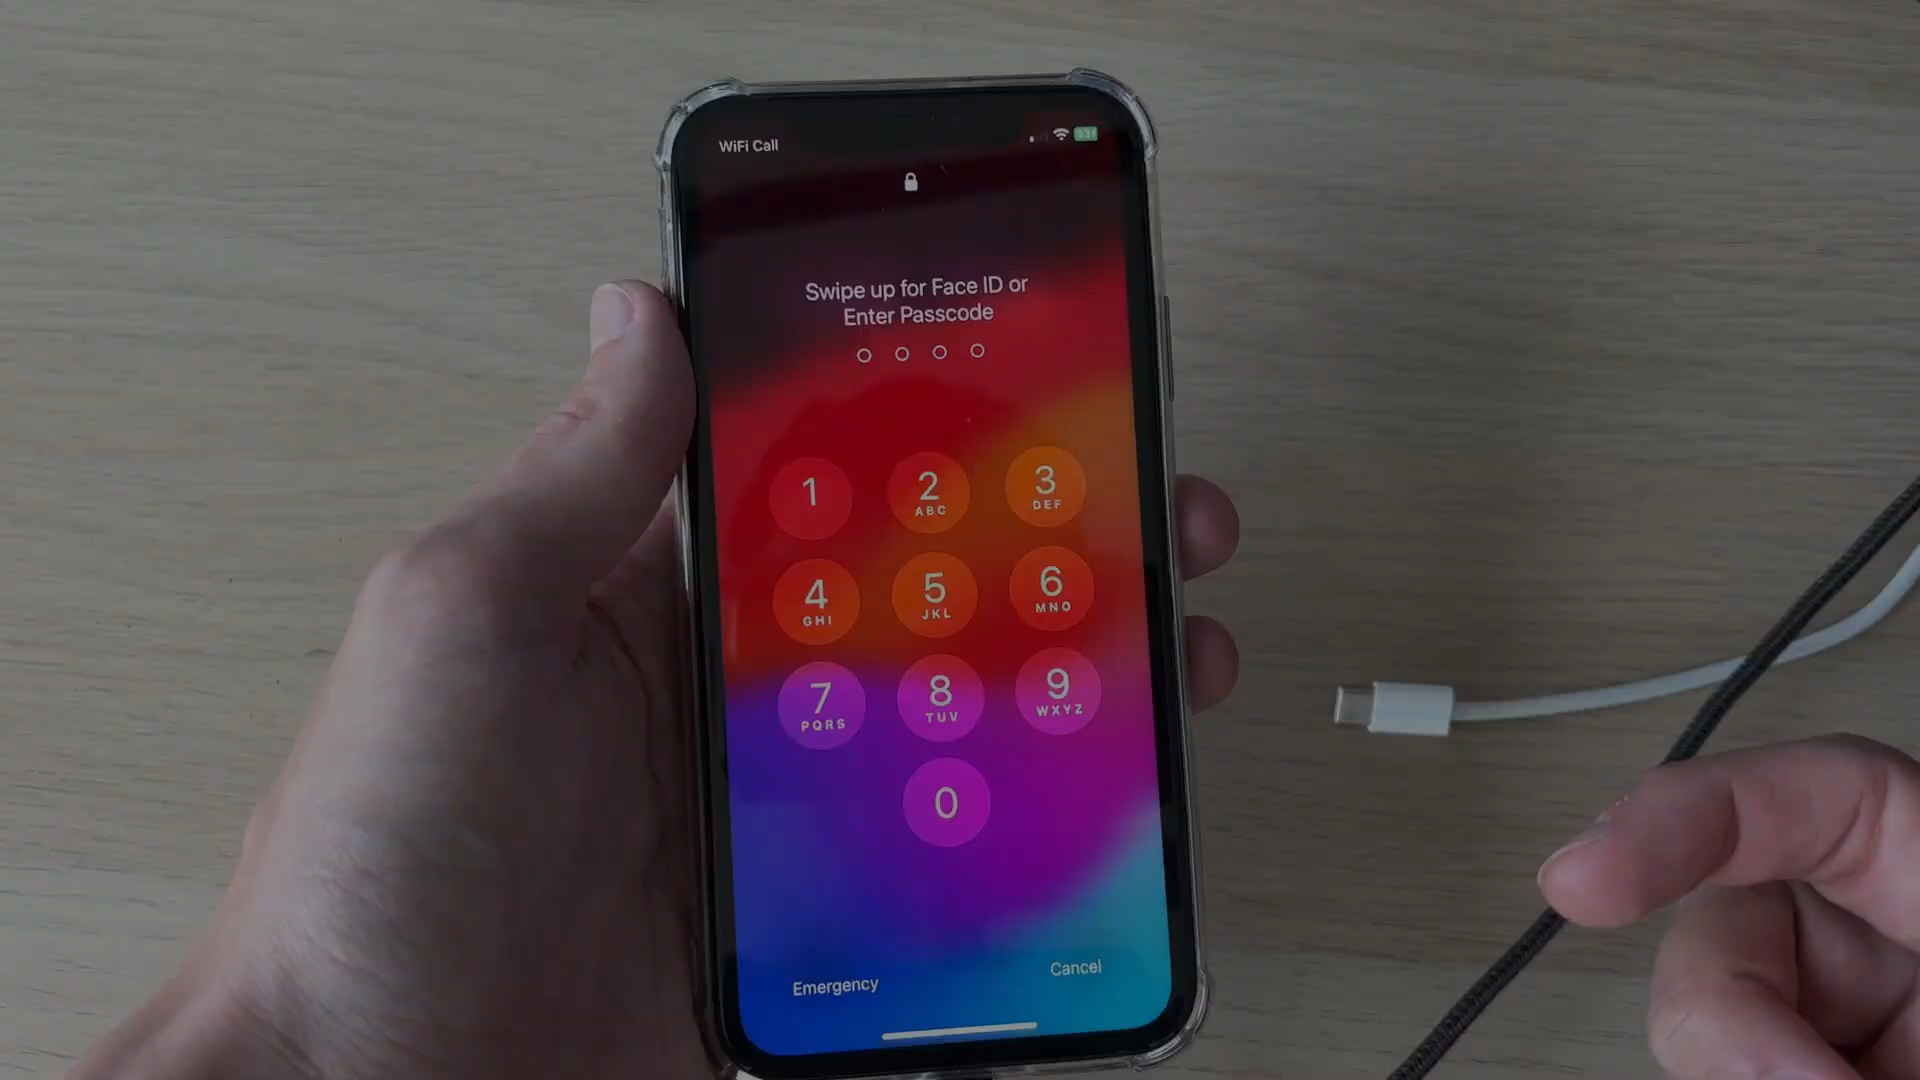 WiFi Call
Swipe up for Face ID or
Enter Passcode
1
2
ABC
3
DEF
4
GHI
5
JKL
6
MNO
7
PQRS
8
TUV
9
WXYZ
0
Emergency
Cancel